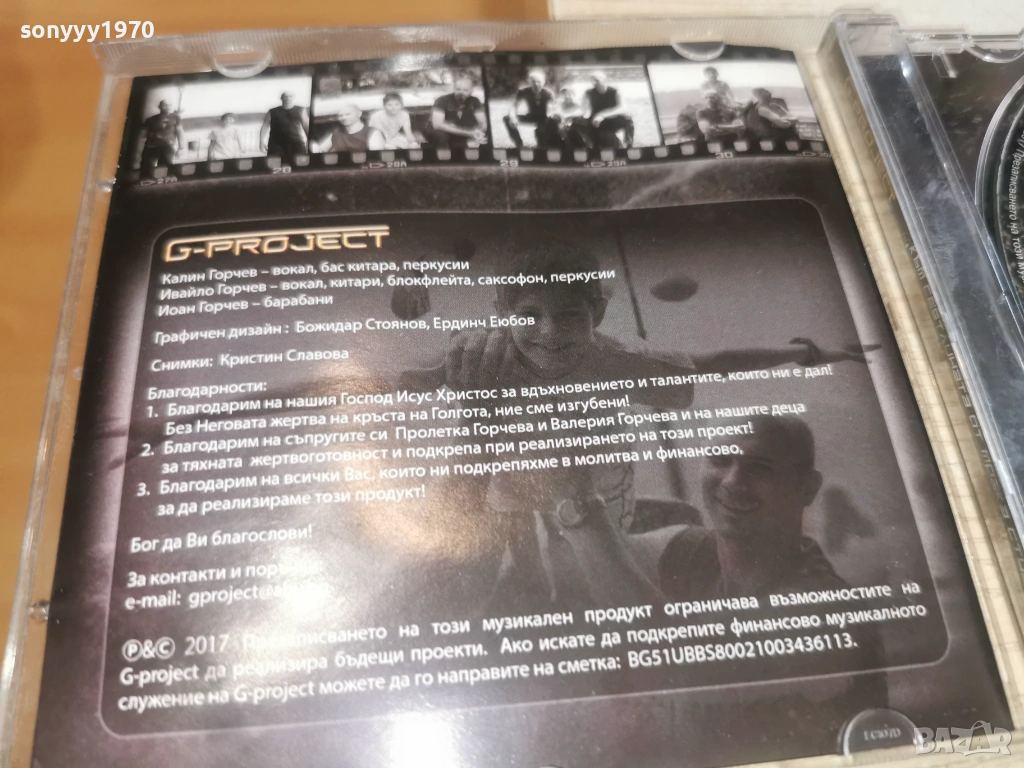 sonyyy1970
G-PROJECT
Калин Горчев – вокал, бас китара, перкусии
Ивайло Горчев – вокал, китари, блокфлейта, саксофон, перкусии
Йоан Горчев – барабани
Графичен дизайн : Божидар Стоянов, Ердинч Еюбов
Снимки: Кристин Славова
Благодарности:
1. Благодарим на нашия Господ Исус Христос за вдъхновението и талантите, които ни е дал!
Без Неговата жертва на кръста на Голгота, ние сме изгубени!
2. Благодарим на съпругите си Пролетка Горчева и Валерия Горчева и на нашите деца
за тяхната жертвоготовност и подкрепа при реализирането на този проект!
3. Благодарим на всички Вас, които ни подкрепяхме в молитва и финансово,
за да реализираме този продукт!
Бог да Ви благослови!
За контакти и
e-mail:
℗&© 2017 Презаписването на този музикален продукт ограничава възможностите на
G-project да реализира бъдещи проекти. Ако искате да подкрепите финансово музикалното
служение на G-project можете да го направите на сметка: BG51UBBS80021003436113.
BAZAR